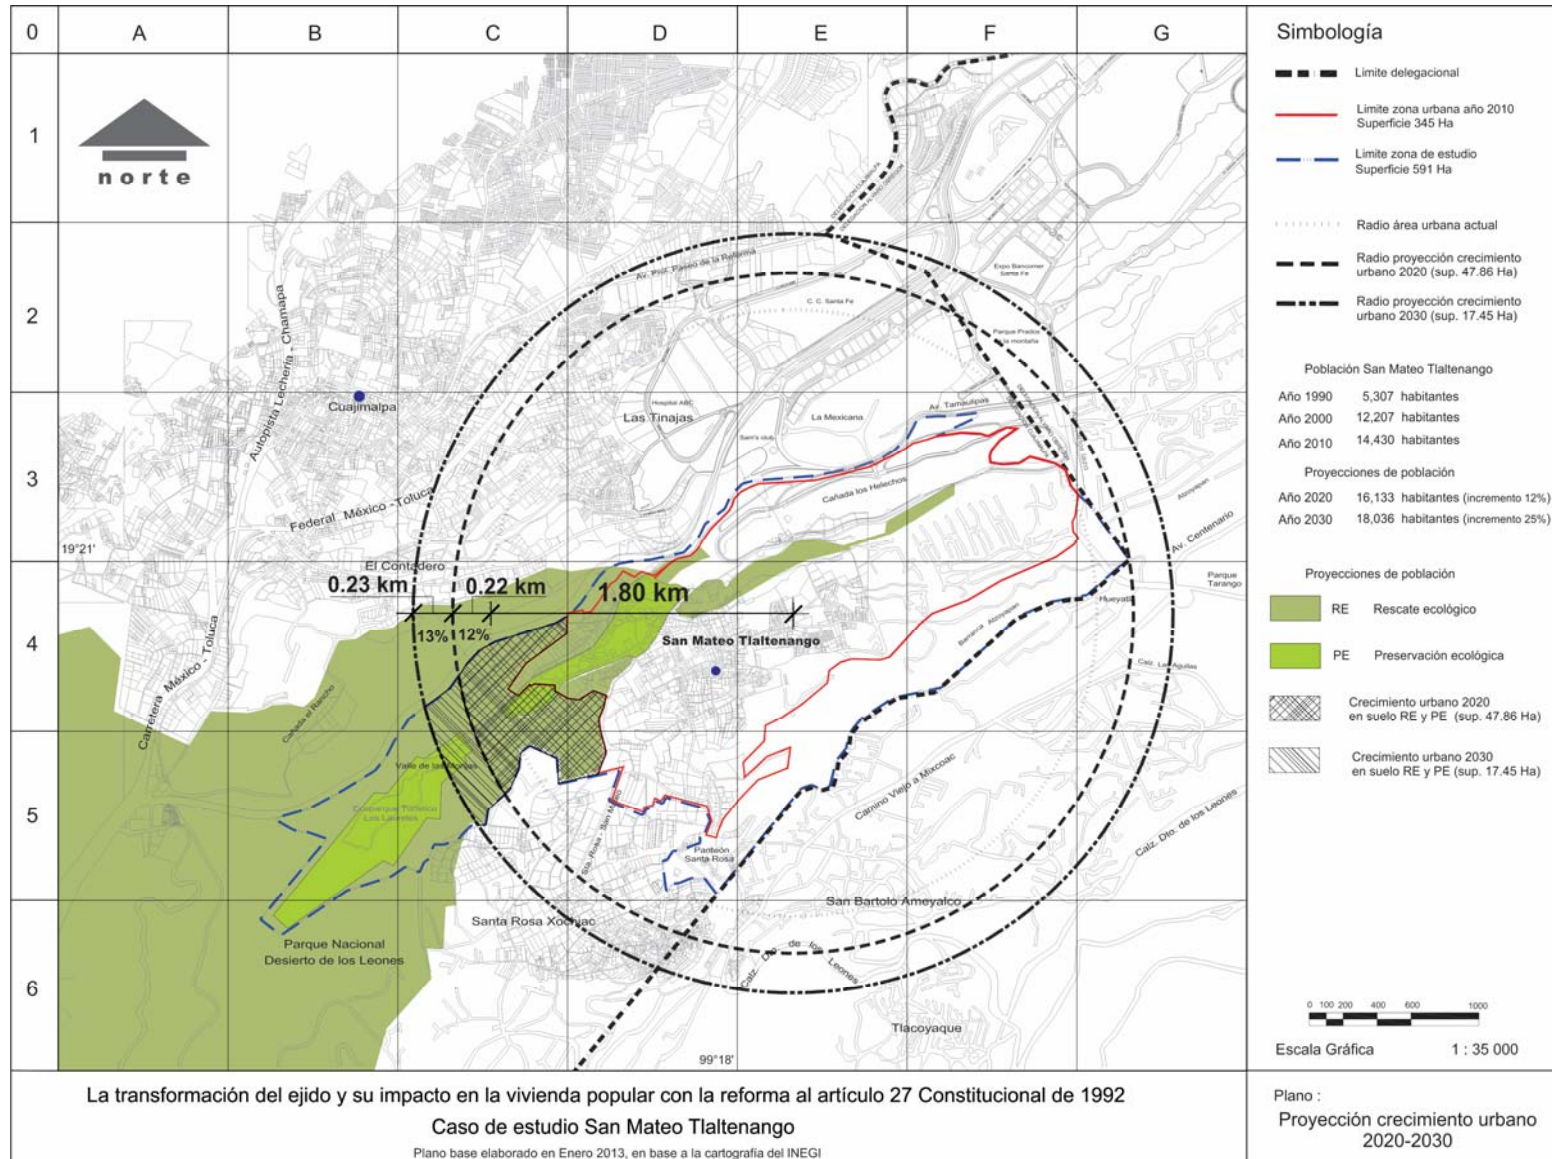 0
A
B
C
D
E
F
G
1
2
3
4
5
6
norte
Autopista Lechería - Chamapa
Cuajimalpa
Av. Prol. Paseo de la Reforma
C. C. Santa Fe
Expo Bancomer
Santa Fe
Parque Prados
la montaña
Hospital ABC
Las Tinajas
La Mexicana
Av. Tamaulipas
Sam's club
Cañada los Helechos
Federal México - Toluca
19°21'
El Contadero
0.23 km
0.22 km
1.80 km
13%
12%
San Mateo Tlaltenango
Av. Centenario
Parque
Tarango
Barranca Atzoyapan
Calz. Las Aguilas
Carretera México - Toluca
Cañada el Rancho
Valle de las Monjas
Ecoparque Turístico
Los Laureles
Sta. Rosa - San Mateo
Panteón
Santa Rosa
Camino Viejo a Mixcoac
Calz. Dto. de los Leones
San Bartolo Ameyalco
Santa Rosa Xochiac
Parque Nacional
Desierto de los Leones
Calz. Dto. de los Leones
Tlacoyaque
99°18'
Simbología
Limite delegacional
Limite zona urbana año 2010
Superficie 345 Ha
Limite zona de estudio
Superficie 591 Ha
Radio área urbana actual
Radio proyección crecimiento
urbano 2020 (sup. 47.86 Ha)
Radio proyección crecimiento
urbano 2030 (sup. 17.45 Ha)
Población San Mateo Tlaltenango
Año 1990 5,307 habitantes
Año 2000 12,207 habitantes
Año 2010 14,430 habitantes
Proyecciones de población
Año 2020 16,133 habitantes (incremento 12%)
Año 2030 18,036 habitantes (incremento 25%)
Proyecciones de población
RE Rescate ecológico
PE Preservación ecológica
Crecimiento urbano 2020
en suelo RE y PE (sup. 47.86 Ha)
Crecimiento urbano 2030
en suelo RE y PE (sup. 17.45 Ha)
0 100 200 400 600 1000
Escala Gráfica 1 : 35 000
La transformación del ejido y su impacto en la vivienda popular con la reforma al artículo 27 Constitucional de 1992
Caso de estudio San Mateo Tlaltenango
Plano base elaborado en Enero 2013, en base a la cartografía del INEGI
Plano :
Proyección crecimiento urbano
2020-2030